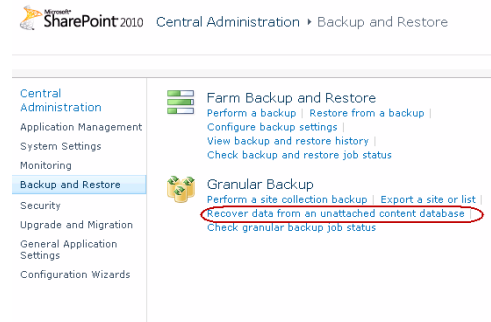 Microsoft®
SharePoint 2010 Central Administration ▸ Backup and Restore
Central
Administration
Application Management
System Settings
Monitoring
Backup and Restore
Security
Upgrade and Migration
General Application
Settings
Configuration Wizards
Farm Backup and Restore
Perform a backup | Restore from a backup |
Configure backup settings |
View backup and restore history |
Check backup and restore job status
Granular Backup
Perform a site collection backup | Export a site or list |
Recover data from an unattached content database |
Check granular backup job status